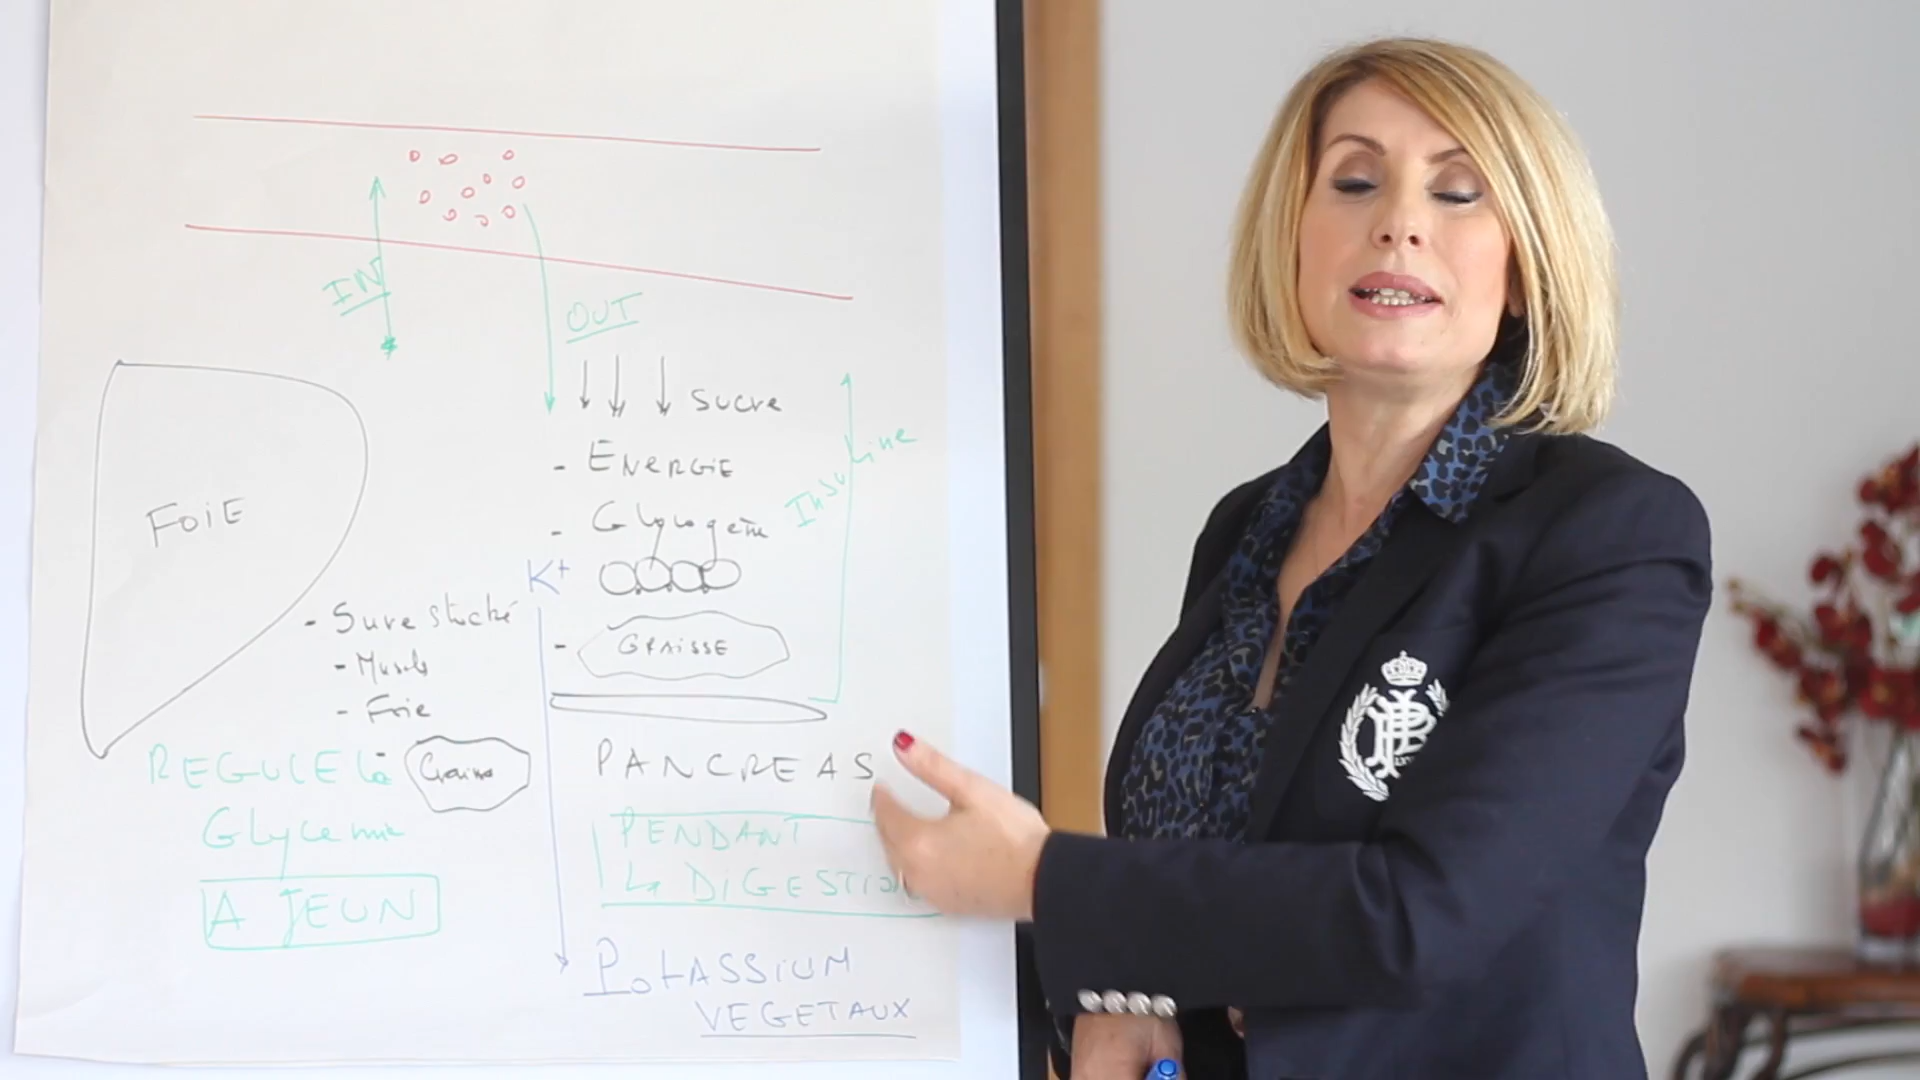 IN
OUT
sucre
- ENERGIE
Insuline
- Glycogène
FOIE
K+
- Sucre stocké
- GRAISSE
- Muscle
- Foie
PANCREAS
REGULE la
Glycemie
A JEUN
PENDANT
La DIGESTION
POTASSIUM
VEGETAUX